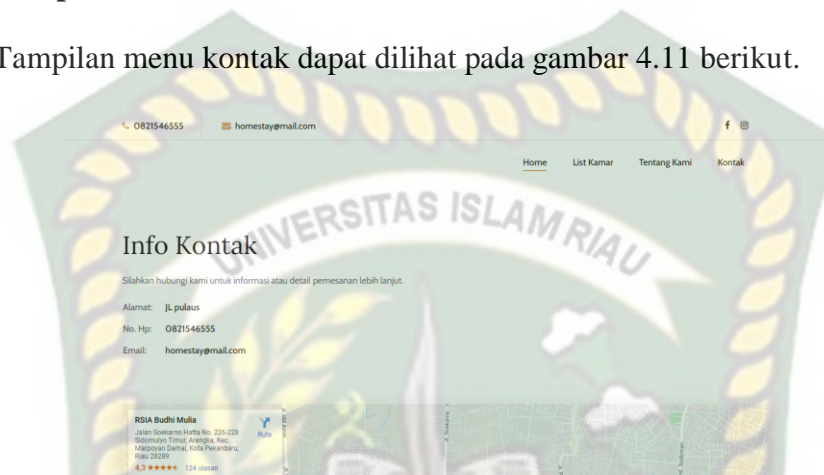 Tampilan menu kontak dapat dilihat pada gambar 4.11 berikut.
0821546555 homestay@mail.com
Home List Kamar Tentang Kami Kontak
UNIVERSITAS ISLAM RIAU
Info Kontak
Silahkan hubungi kami untuk informasi atau detail pemesanan lebih lanjut.
Alamat: JL pulaus
No. Hp: 0821546555
Email: homestay@mail.com
RSIA Budhi Mulia
Rute
Jalan Soekarno Hatta No. 226-228
Sidomulyo Timur, Arengka, Kec.
Marpoyan Damai, Kota Pekanbaru,
Riau 28289
4,3 ★★★★★ 124 ulasan